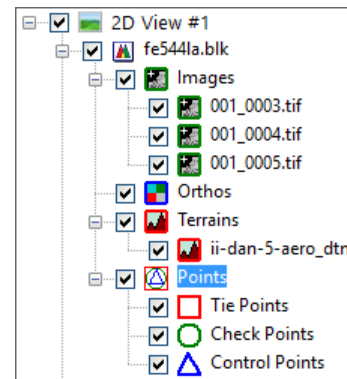 2D View #1
fe544la.blk
Images
001_0003.tif
001_0004.tif
001_0005.tif
Orthos
Terrains
ii-dan-5-aero_dtm
Points
Tie Points
Check Points
Control Points